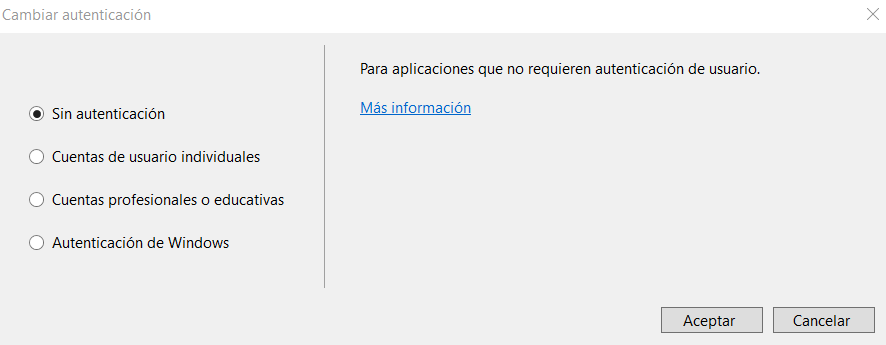 Cambiar autenticación
Para aplicaciones que no requieren autenticación de usuario.
Más información
Sin autenticación
Cuentas de usuario individuales
Cuentas profesionales o educativas
Autenticación de Windows
Aceptar
Cancelar